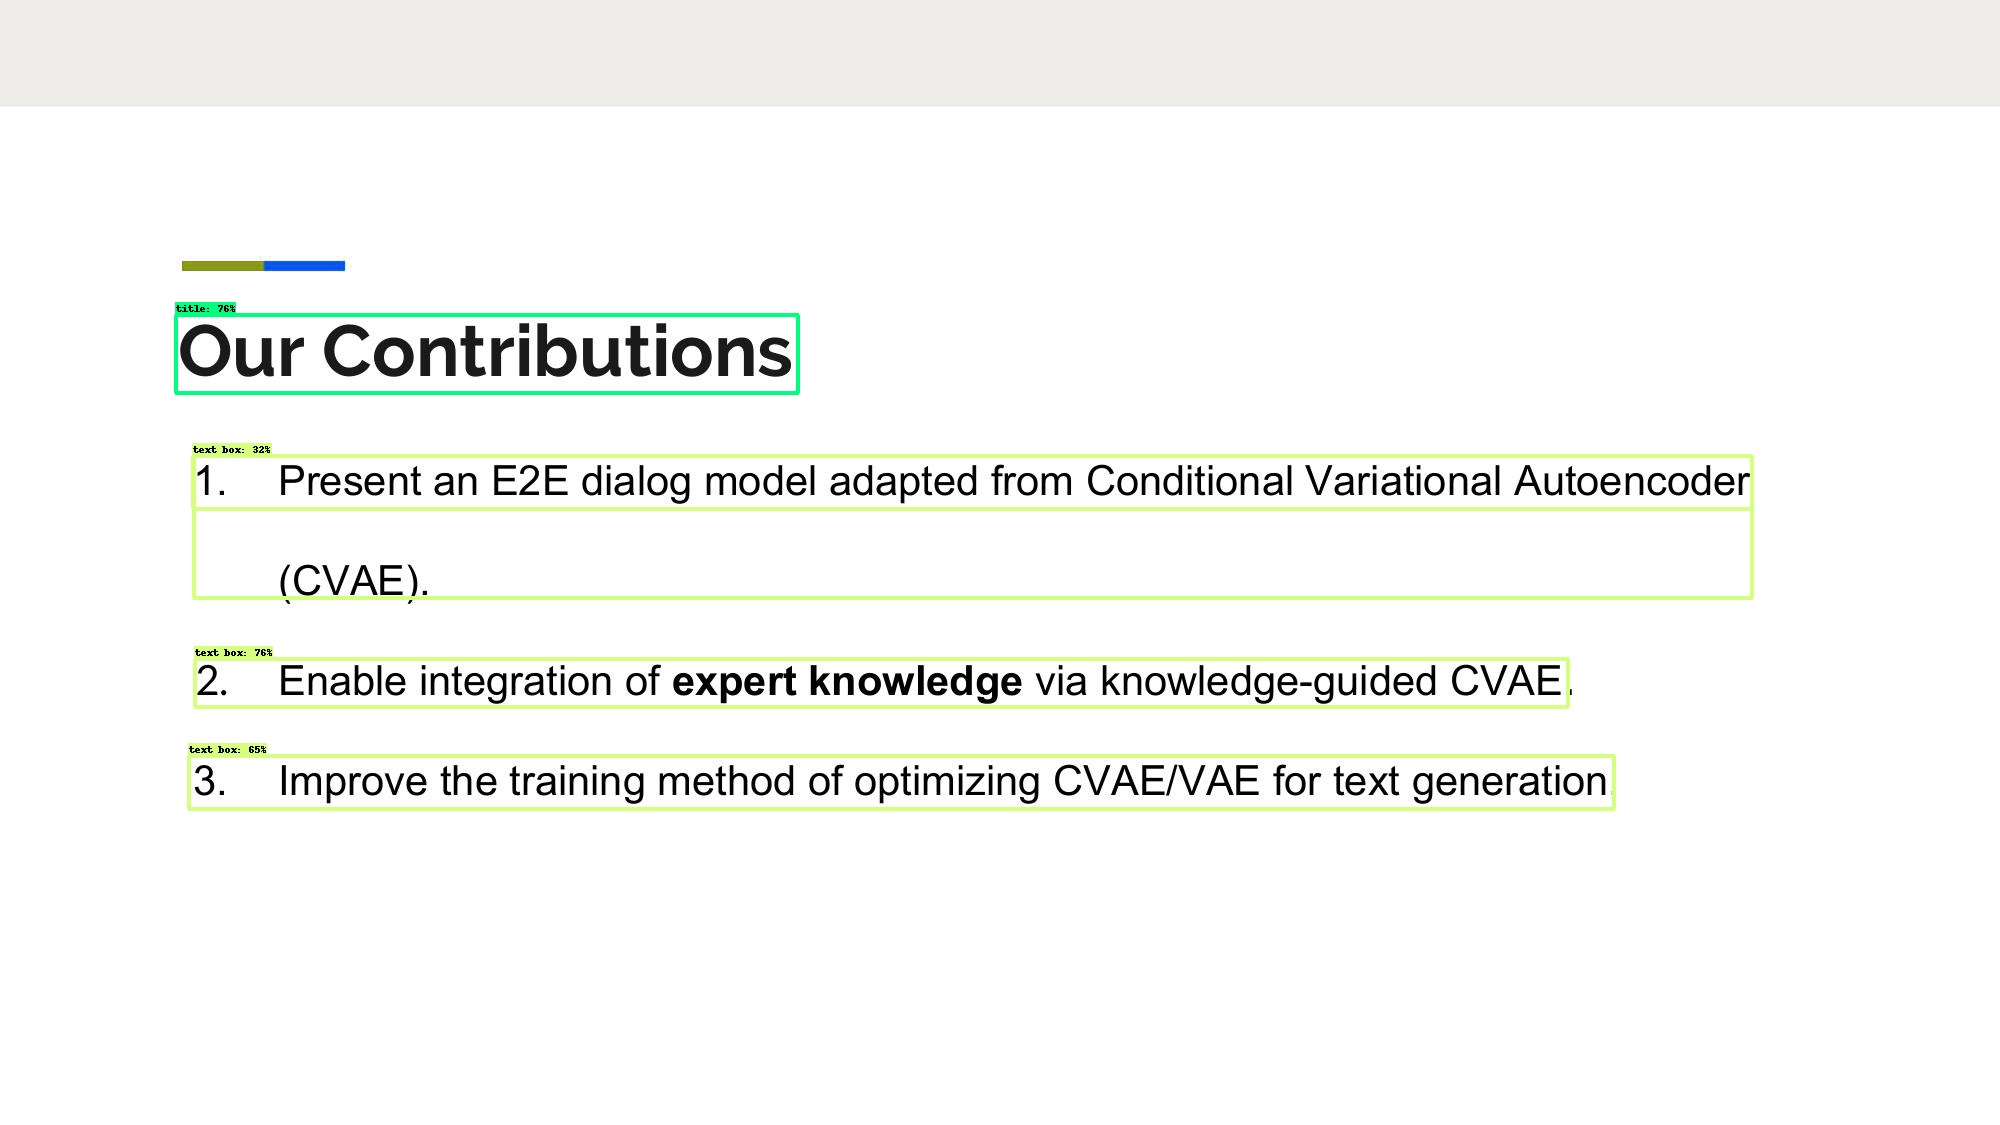 title: 76%
Our Contributions
text box: 32%
1. Present an E2E dialog model adapted from Conditional Variational Autoencoder
(CVAE).
text box: 76%
2. Enable integration of expert knowledge via knowledge-guided CVAE.
text box: 65%
3. Improve the training method of optimizing CVAE/VAE for text generation.